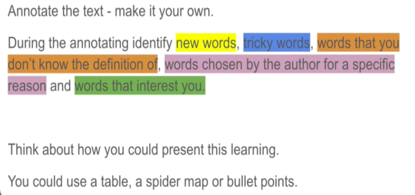 Annotate the text - make it your own.
During the annotating identify new words, tricky words, words that you
don't know the definition of, words chosen by the author for a specific
reason and words that interest you.
Think about how you could present this learning.
You could use a table, a spider map or bullet points.